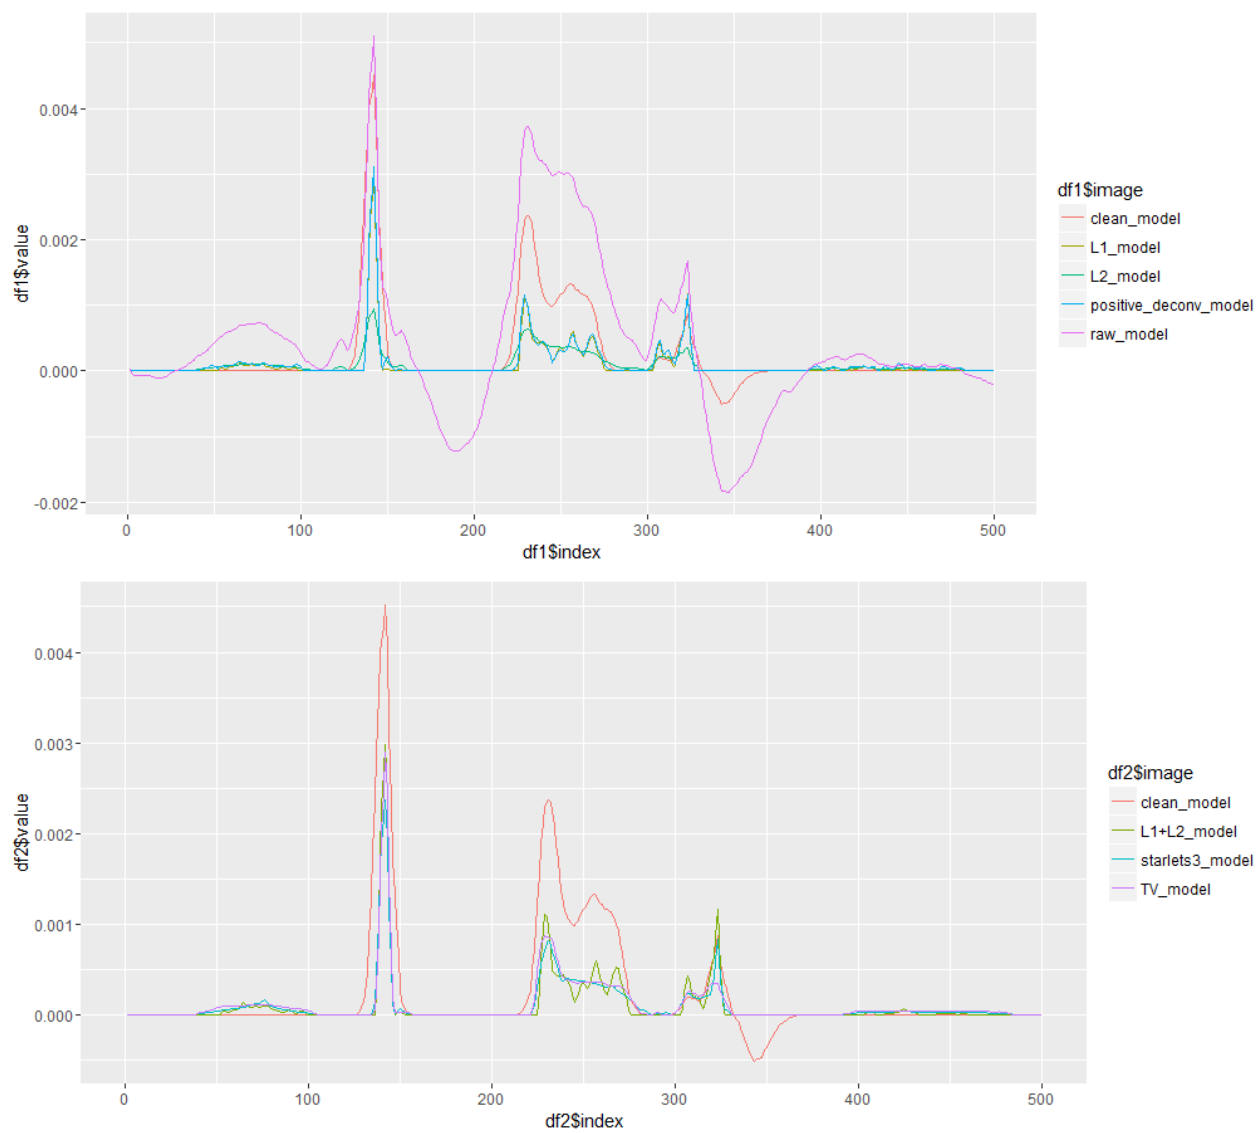 df1$value
0.004
0.002
0.000
-0.002
0
100
200
300
400
500
df1$index
df1$image
clean_model
L1_model
L2_model
positive_deconv_model
raw_model
df2$value
0.004
0.003
0.002
0.001
0.000
0
100
200
300
400
500
df2$index
df2$image
clean_model
L1+L2_model
starlets3_model
TV_model